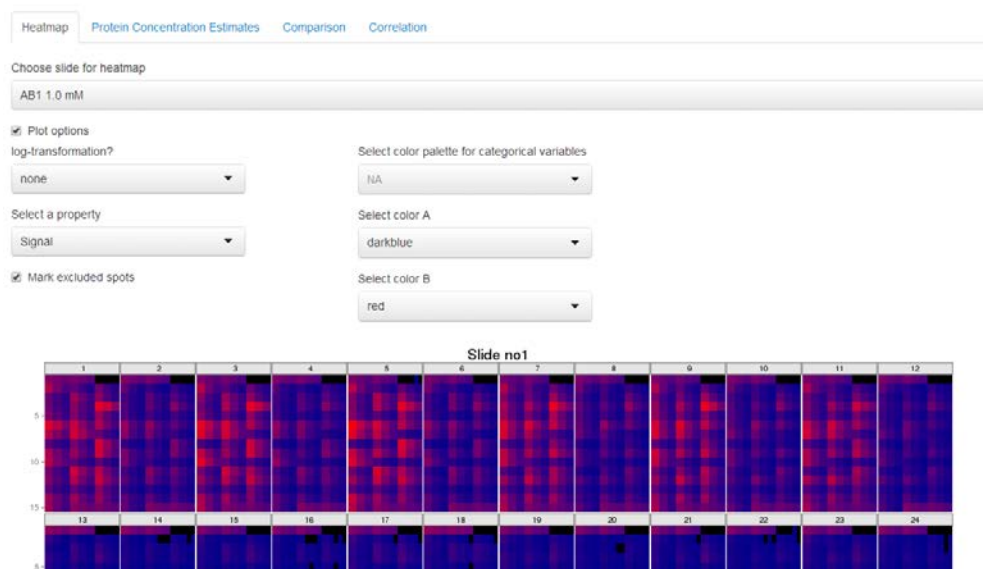 Heatmap Protein Concentration Estimates Comparison Correlation
Choose slide for heatmap
AB1 1.0 mM
Plot options
log-transformation? Select color palette for categorical variables
none NA
Select a property Select color A
Signal darkblue
Mark excluded spots Select color B
red
Slide no1
1 2 3 4 5 6 7 8 9 10 11 12
5
10
15
13 14 15 16 17 18 19 20 21 22 23 24
5